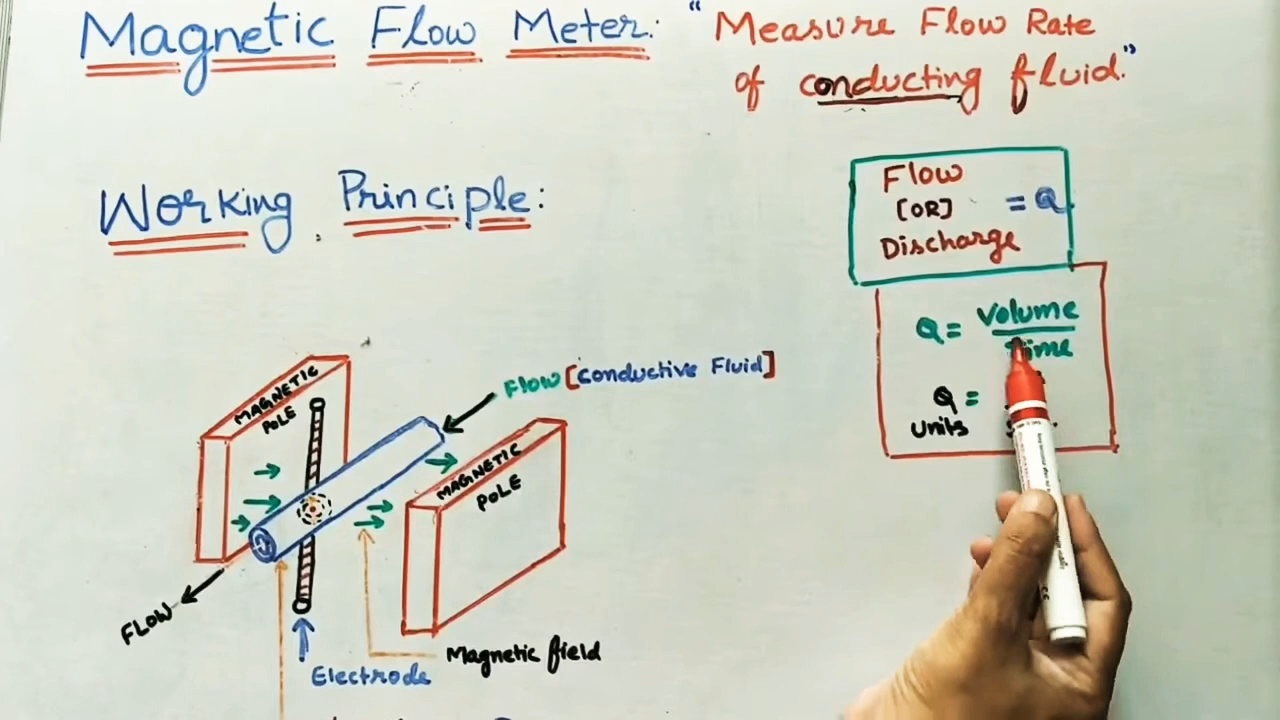 Magnetic Flow Meter: "Measure Flow Rate
of conducting fluid."
Working Principle:
Flow
[OR] = Q
Discharge
Q = Volume
Time
Q =
Units
MAGNETIC
POLE
Flow [conductive Fluid]
MAGNETIC
POLE
FLOW
Magnetic field
Electrode